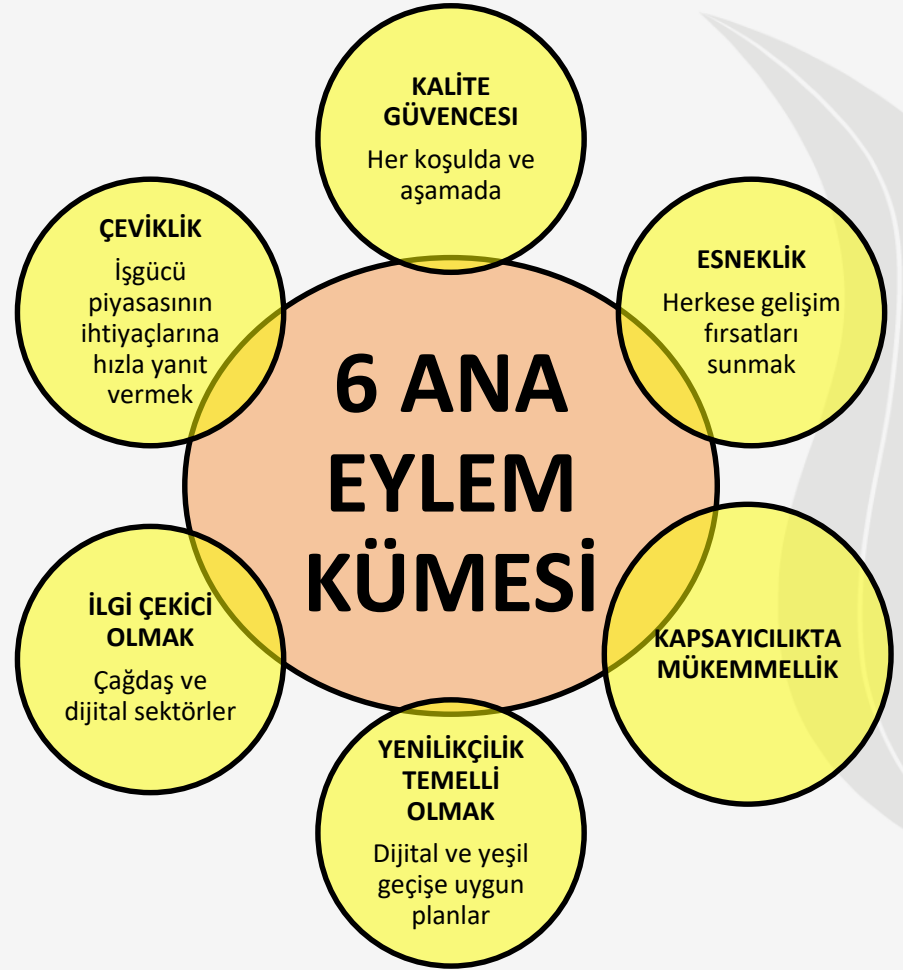 KALİTE
GÜVENCESI
Her koşulda ve
aşamada
ESNEKLİK
Herkese gelişim
fırsatları
sunmak
KAPSAYICILIKTA
MÜKEMMELLİK
YENİLİKÇİLİK
TEMELLİ
OLMAK
Dijital ve yeşil
geçişe uygun
planlar
İLGİ ÇEKİCİ
OLMAK
Çağdaş ve
dijital sektörler
ÇEVİKLİK
İşgücü
piyasasının
ihtiyaçlarına
hızla yanıt
vermek
6 ANA
EYLEM
KÜMESİ